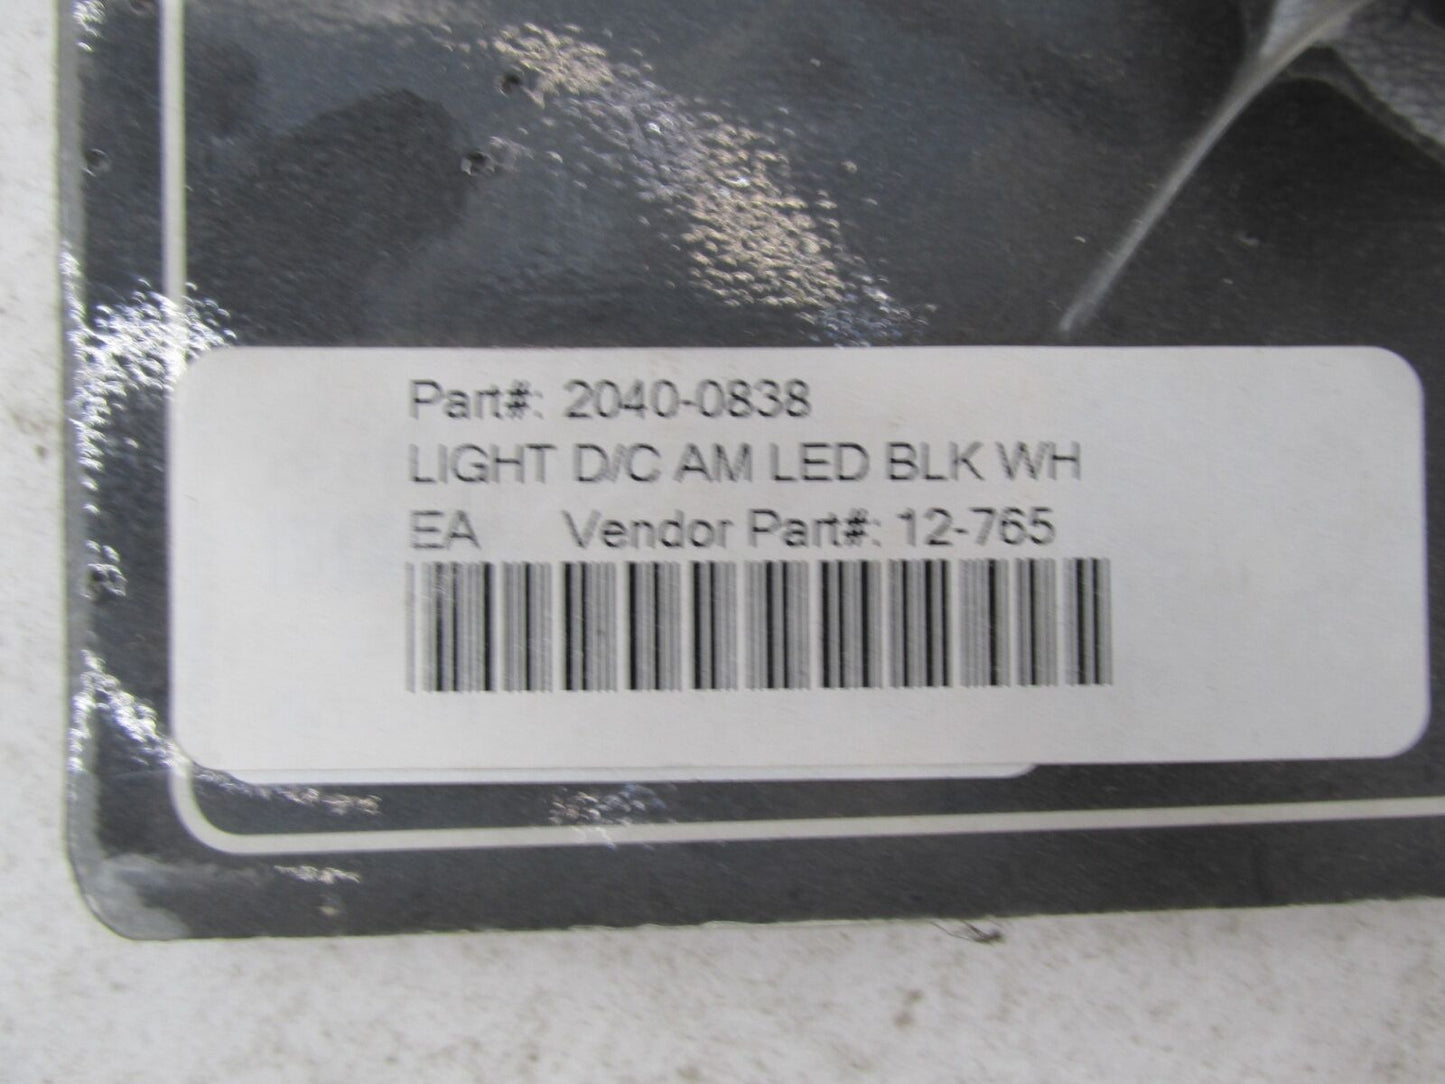 Part#: 2040-0838
LIGHT D/C AM LED BLK WH
EA Vendor Part#: 12-765